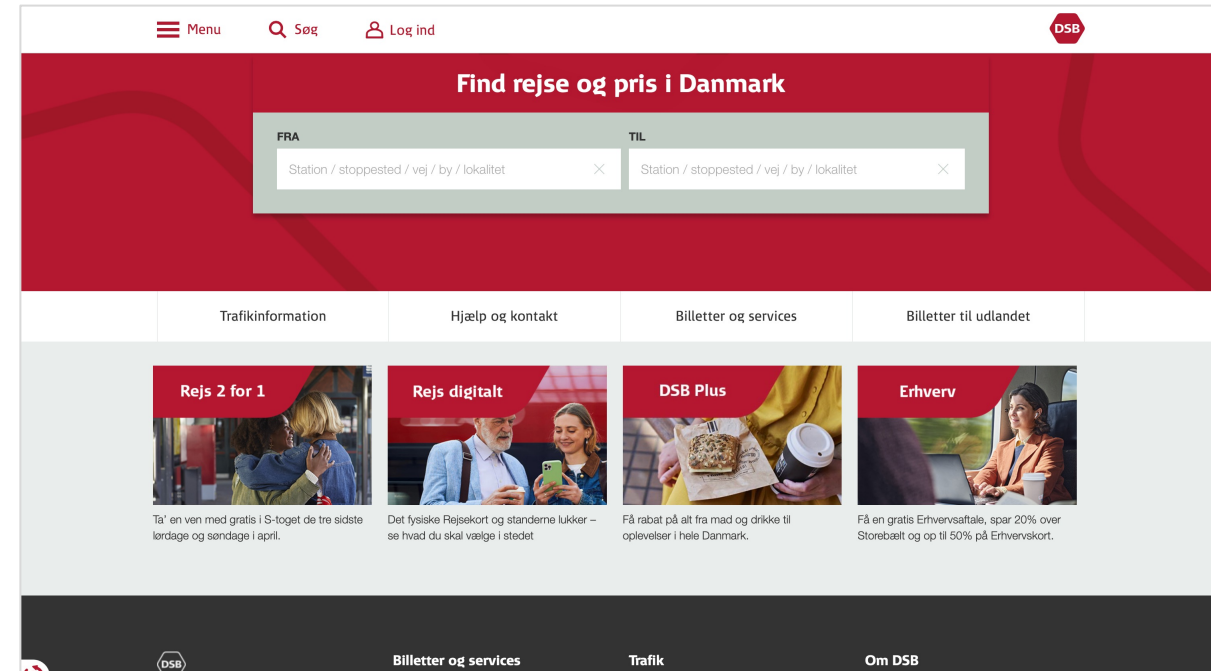 Menu
Søg
Log ind
DSB
Find rejse og pris i Danmark
FRA
TIL
Station / stoppested / vej / by / lokalitet
Station / stoppested / vej / by / lokalitet
Trafikinformation
Hjælp og kontakt
Billetter og services
Billetter til udlandet
Rejs 2 for 1
Ta' en ven med gratis i S-toget de tre sidste
lørdage og søndage i april.
Rejs digitalt
Det fysiske Rejsekort og standerne lukker –
se hvad du skal vælge i stedet
DSB Plus
Få rabat på alt fra mad og drikke til
oplevelser i hele Danmark.
Erhverv
Få en gratis Erhvervsaftale, spar 20% over
Storebælt og op til 50% på Erhvervskort.
DSB
Billetter og services
Trafik
Om DSB